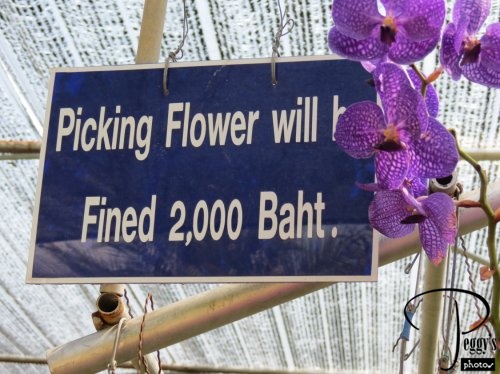 Picking Flower will
Fined 2,000 Baht.
Peggy's
photos